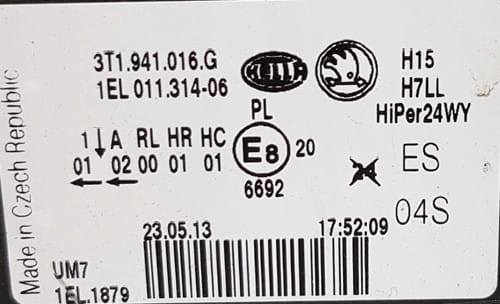 3T1.941.016.G
1EL 011.314-06
HELLA
H15
H7LL
HiPer24WY
PL
1 A RL HR HC
01 02 00 01 01
E8 20
6692
24
ES
04S
23.05.13 17:52:09
UM7
1EL.1879
Made in Czech Republic